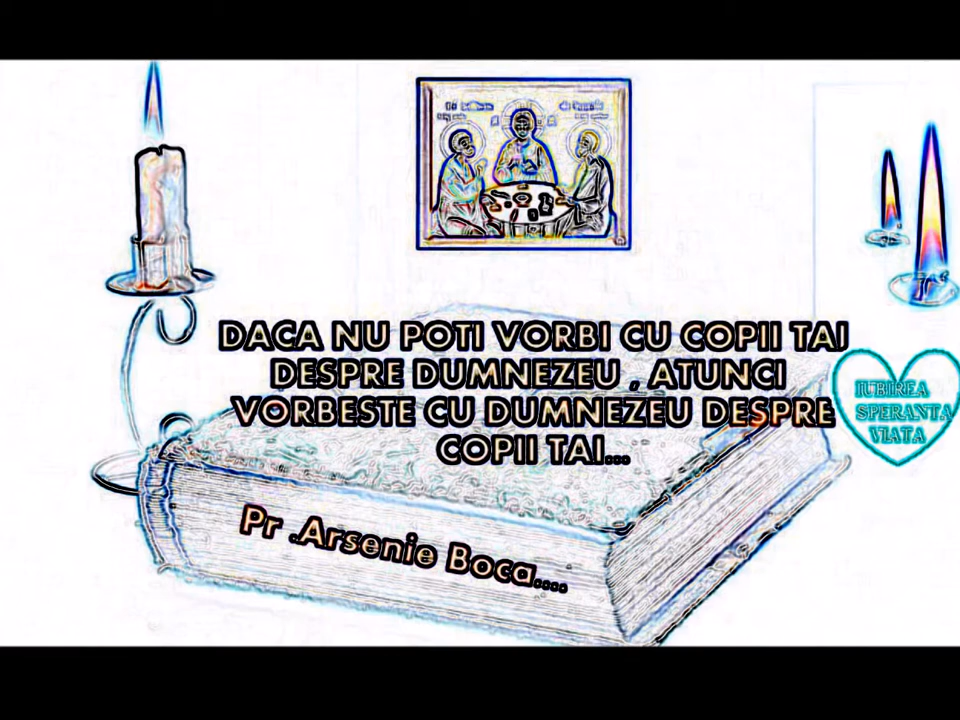 DACA NU POTI VORBI CU COPII TAI
DESPRE DUMNEZEU , ATUNCI
VORBESTE CU DUMNEZEU DESPRE
COPII TAI...
IUBIREA
SPERANTA
VIATA
Pr .Arsenie Boca....